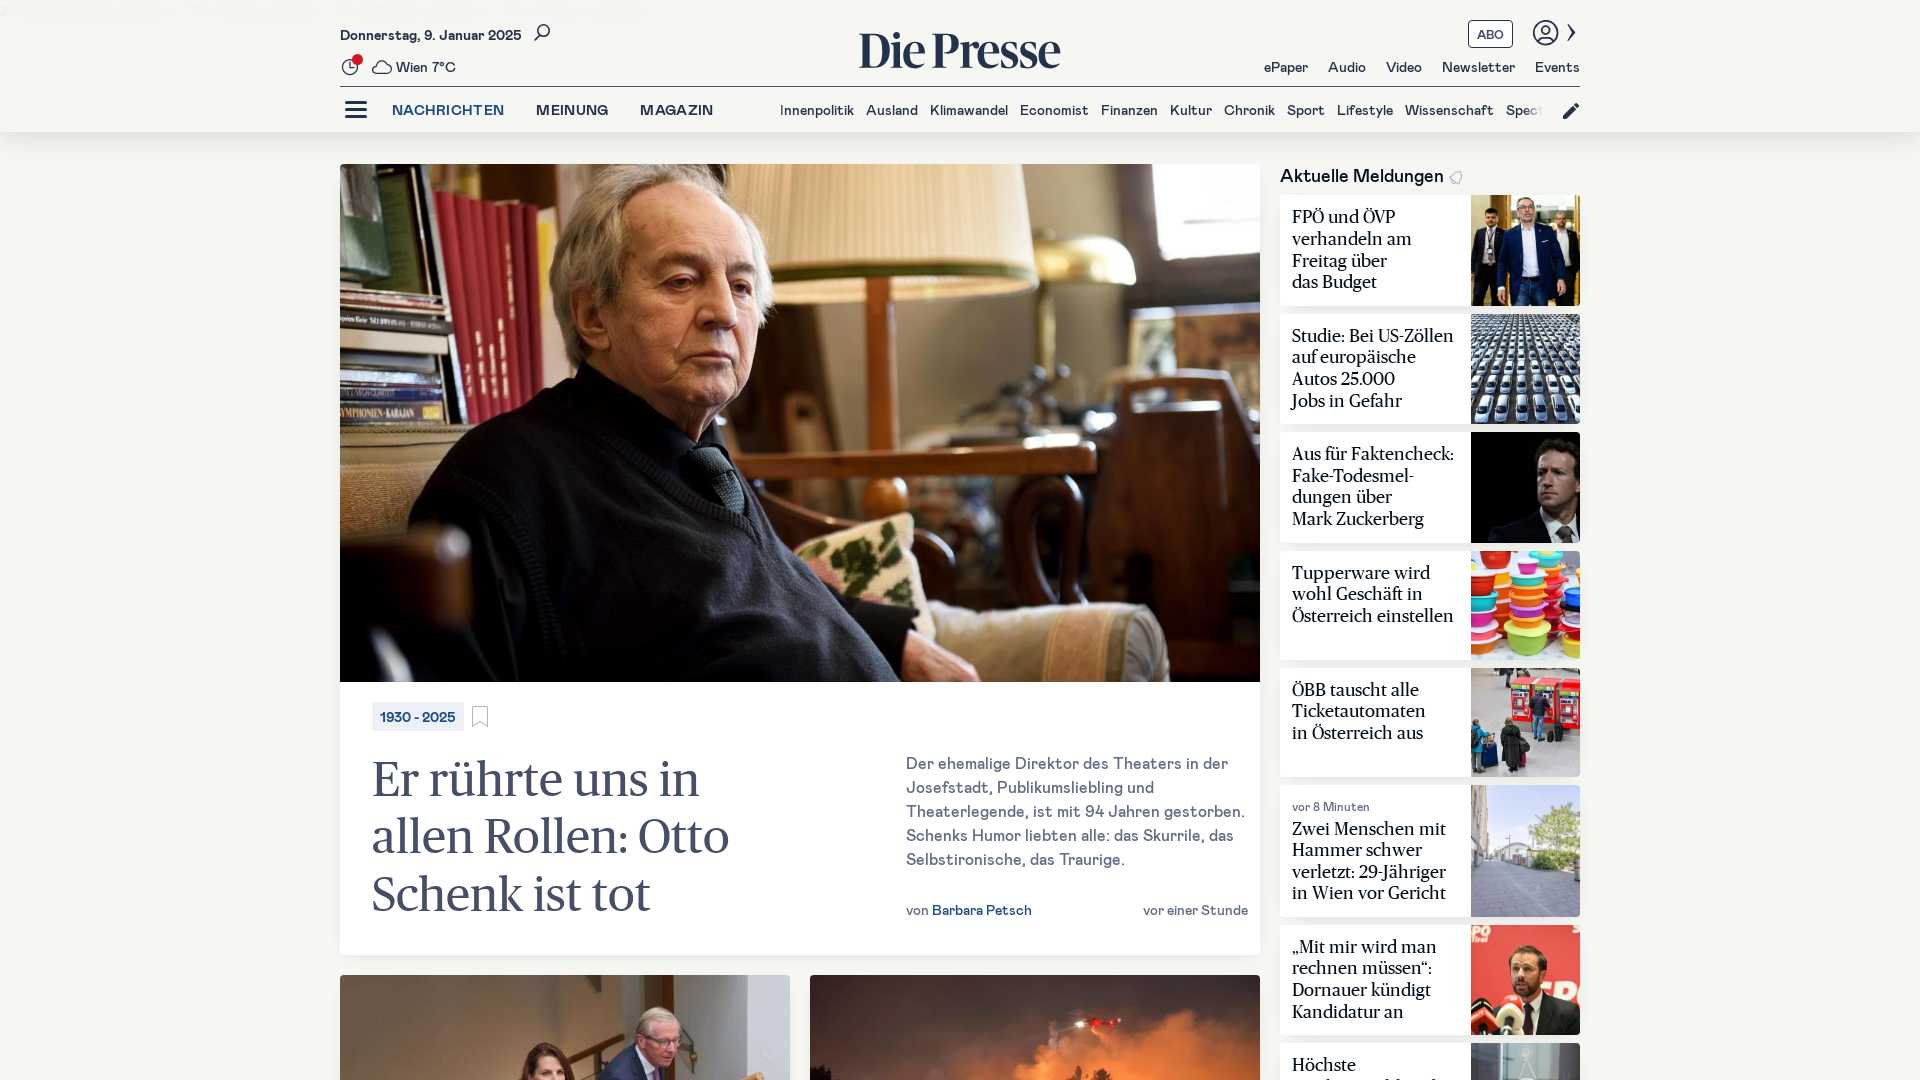 Donnerstag, 9. Januar 2025
Wien 7°C
Die Presse
ABO
ePaper Audio Video Newsletter Events
NACHRICHTEN MEINUNG MAGAZIN
Innenpolitik Ausland Klimawandel Economist Finanzen Kultur Chronik Sport Lifestyle Wissenschaft Spect
SYMPHONIEN-KARAJAN
1930 - 2025
Er rührte uns in
allen Rollen: Otto
Schenk ist tot
Der ehemalige Direktor des Theaters in der
Josefstadt, Publikumsliebling und
Theaterlegende, ist mit 94 Jahren gestorben.
Schenks Humor liebten alle: das Skurrile, das
Selbstironische, das Traurige.
von Barbara Petsch
vor einer Stunde
Aktuelle Meldungen
FPÖ und ÖVP
verhandeln am
Freitag über
das Budget
Studie: Bei US-Zöllen
auf europäische
Autos 25.000
Jobs in Gefahr
Aus für Faktencheck:
Fake-Todesmel-
dungen über
Mark Zuckerberg
Tupperware wird
wohl Geschäft in
Österreich einstellen
ÖBB tauscht alle
Ticketautomaten
in Österreich aus
vor 8 Minuten
Zwei Menschen mit
Hammer schwer
verletzt: 29-Jähriger
in Wien vor Gericht
„Mit mir wird man
rechnen müssen“:
Dornauer kündigt
Kandidatur an
Höchste